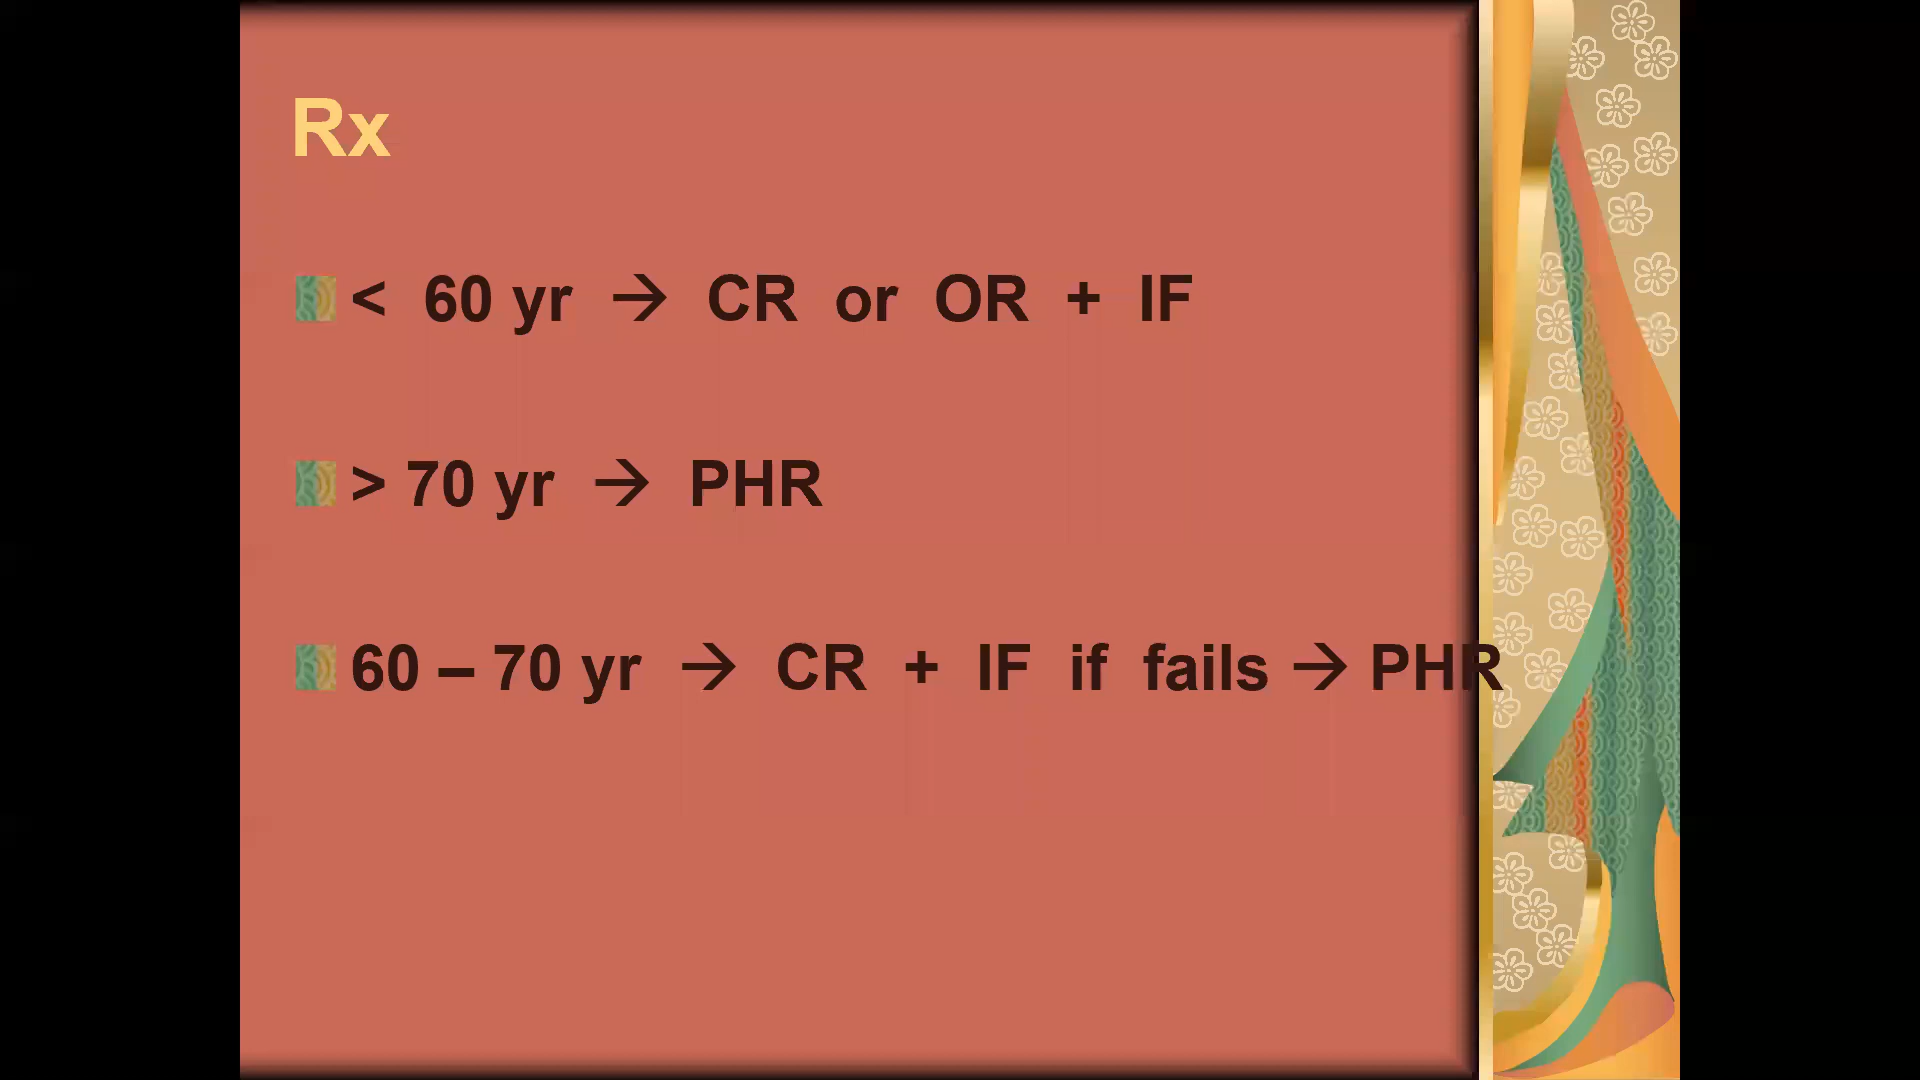 Rx
< 60 yr → CR or OR + IF
> 70 yr → PHR
60 – 70 yr → CR + IF if fails → PHR